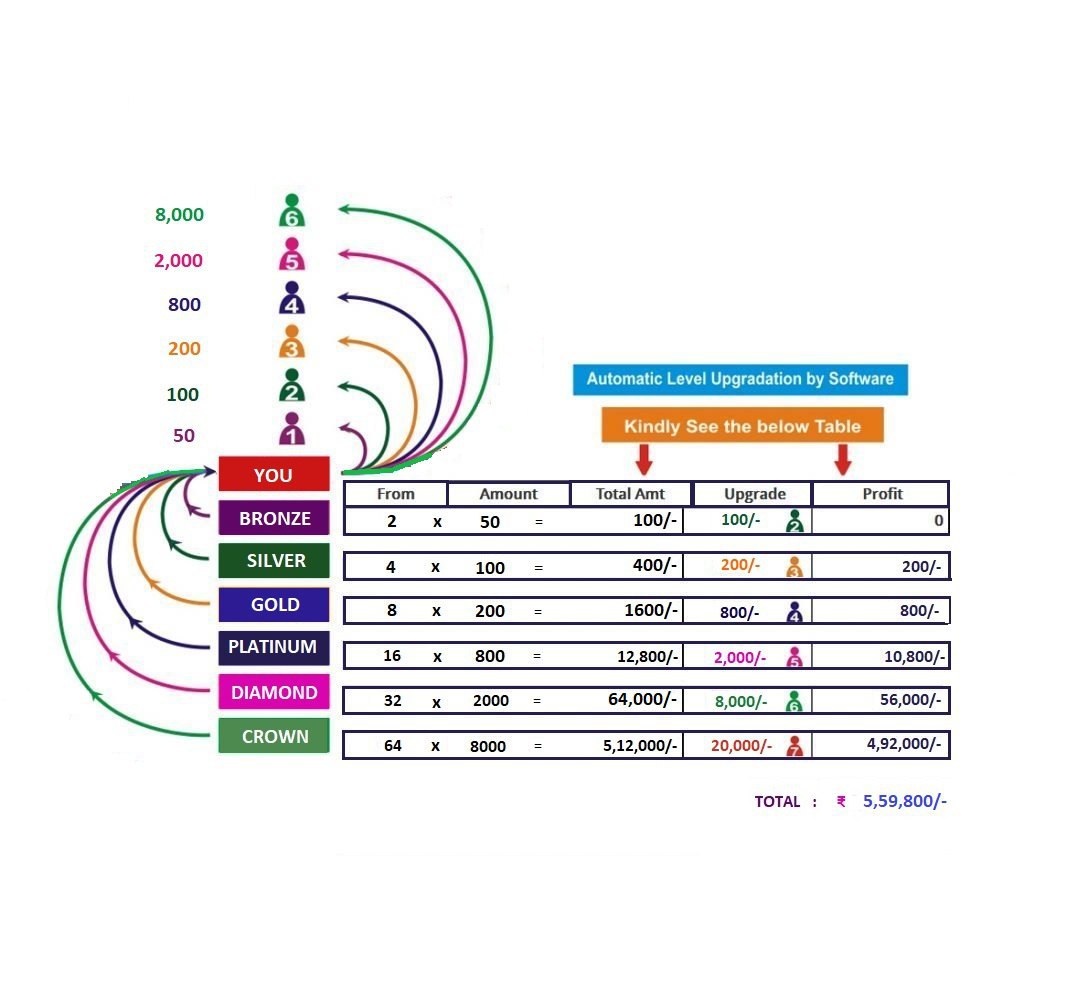 8,000 6
2,000 5
800 4
200 3
100 2
50 1
Automatic Level Upgradation by Software
Kindly See the below Table
YOU
From Amount Total Amt Upgrade Profit
BRONZE 2 x 50 = 100/- 100/- 2 0
SILVER 4 x 100 = 400/- 200/- 3 200/-
GOLD 8 x 200 = 1600/- 800/- 4 800/-
PLATINUM 16 x 800 = 12,800/- 2,000/- 5 10,800/-
DIAMOND 32 x 2000 = 64,000/- 8,000/- 6 56,000/-
CROWN 64 x 8000 = 5,12,000/- 20,000/- 7 4,92,000/-
TOTAL : ₹ 5,59,800/-